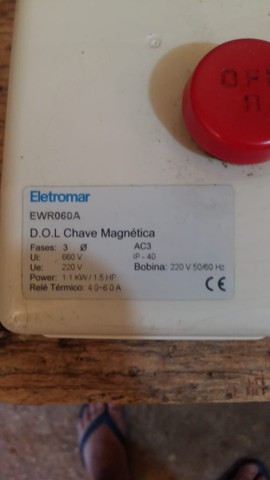 OFF
R
Eletromar
EWR060A
D.O.L Chave Magnética
Fases: 3 Ø AC3
Ui: 660 V IP - 40
Ue: 220 V Bobina: 220 V 50/60 Hz
Power: 1.1 KW / 1.5 HP
Relé Térmico: 4.0~6.0 A CE